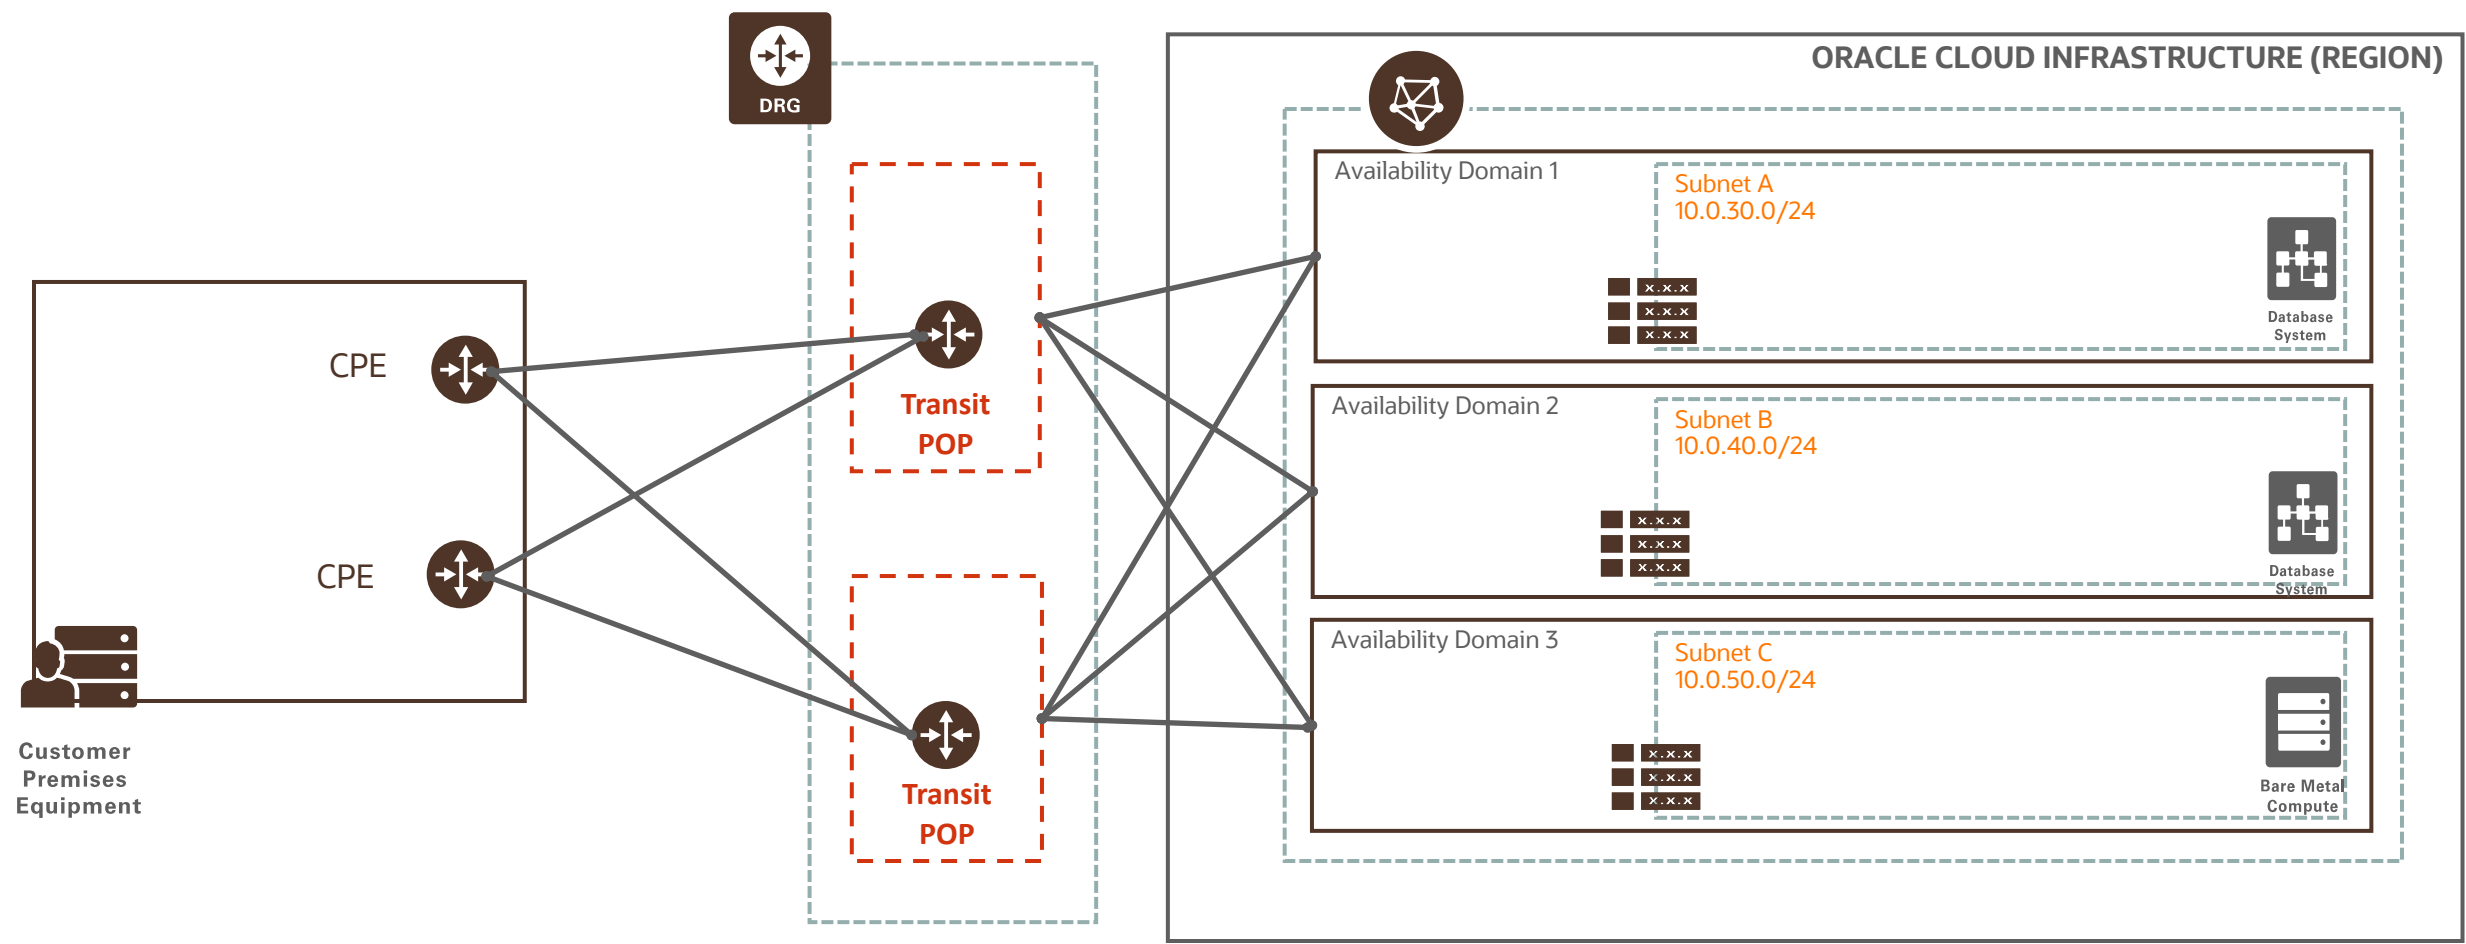 DRG
ORACLE CLOUD INFRASTRUCTURE (REGION)
Availability Domain 1
Subnet A
10.0.30.0/24
x.x.x
x.x.x
x.x.x
Database
System
CPE
Transit
POP
Availability Domain 2
Subnet B
10.0.40.0/24
x.x.x
x.x.x
x.x.x
Database
System
CPE
Availability Domain 3
Subnet C
10.0.50.0/24
x.x.x
x.x.x
x.x.x
Bare Metal
Compute
Transit
POP
Customer
Premises
Equipment